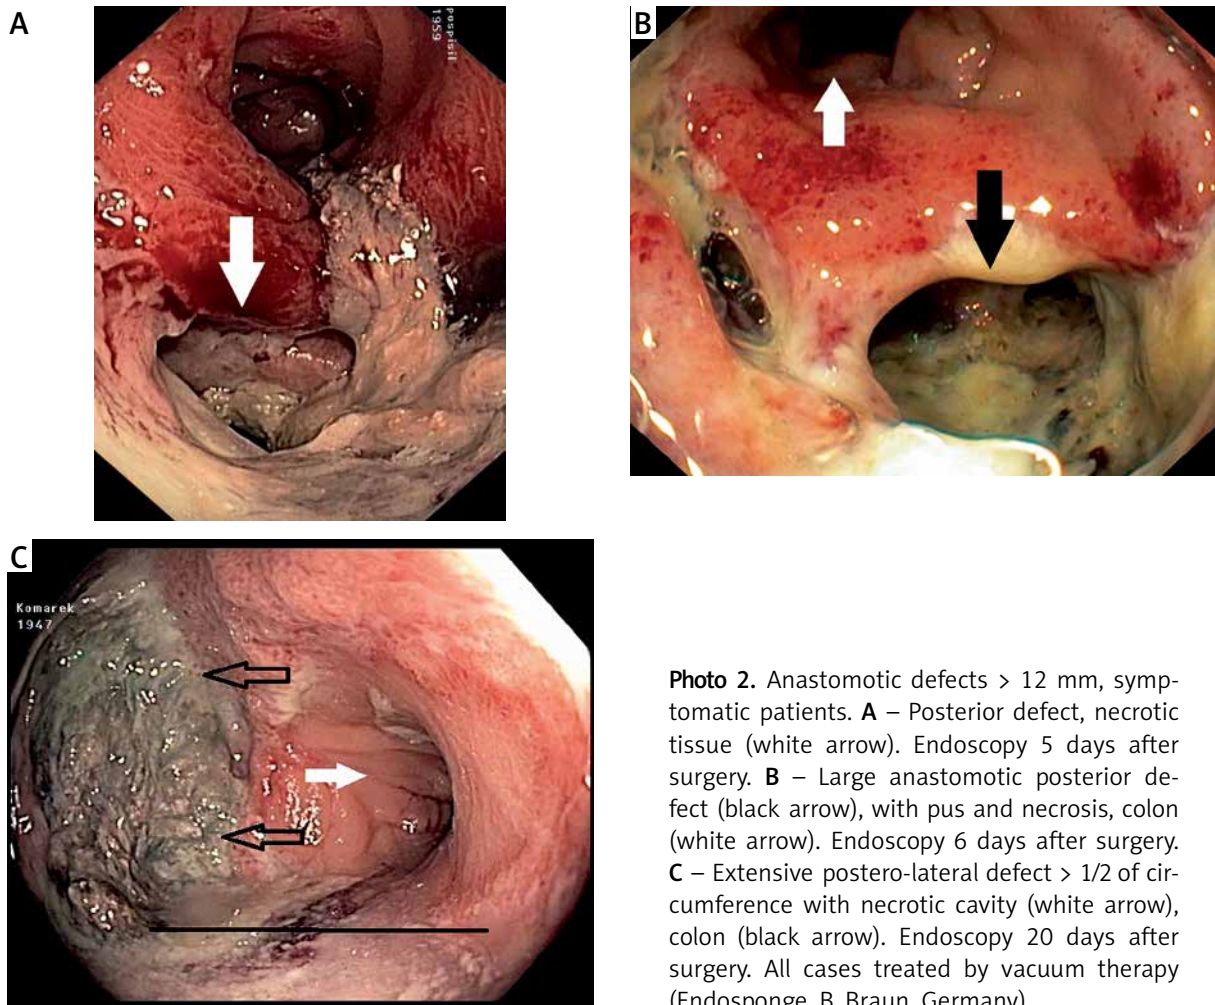 A
pospisil
1959
B
C
Komarek
1947
Photo 2. Anastomotic defects > 12 mm, symp-
tomatic patients. A – Posterior defect, necrotic
tissue (white arrow). Endoscopy 5 days after
surgery. B – Large anastomotic posterior de-
fect (black arrow), with pus and necrosis, colon
(white arrow). Endoscopy 6 days after surgery.
C – Extensive postero-lateral defect > 1/2 of cir-
cumference with necrotic cavity (white arrow),
colon (black arrow). Endoscopy 20 days after
surgery. All cases treated by vacuum therapy
(Endosponge, B. Braun, Germany)